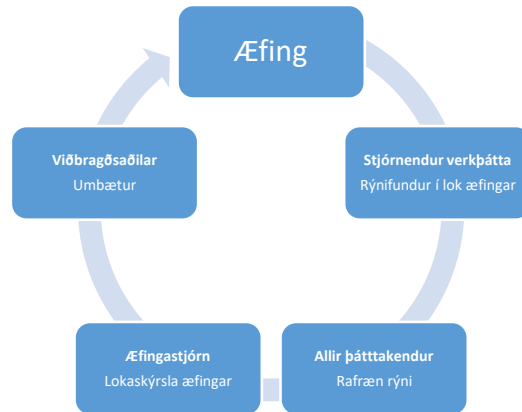 Æfing
Stjórnendur verkþátta
Rýnifundur í lok æfingar
Allir þátttakendur
Rafræn rýni
Æfingastjórn
Lokaskýrsla æfingar
Viðbragðsaðilar
Umbætur